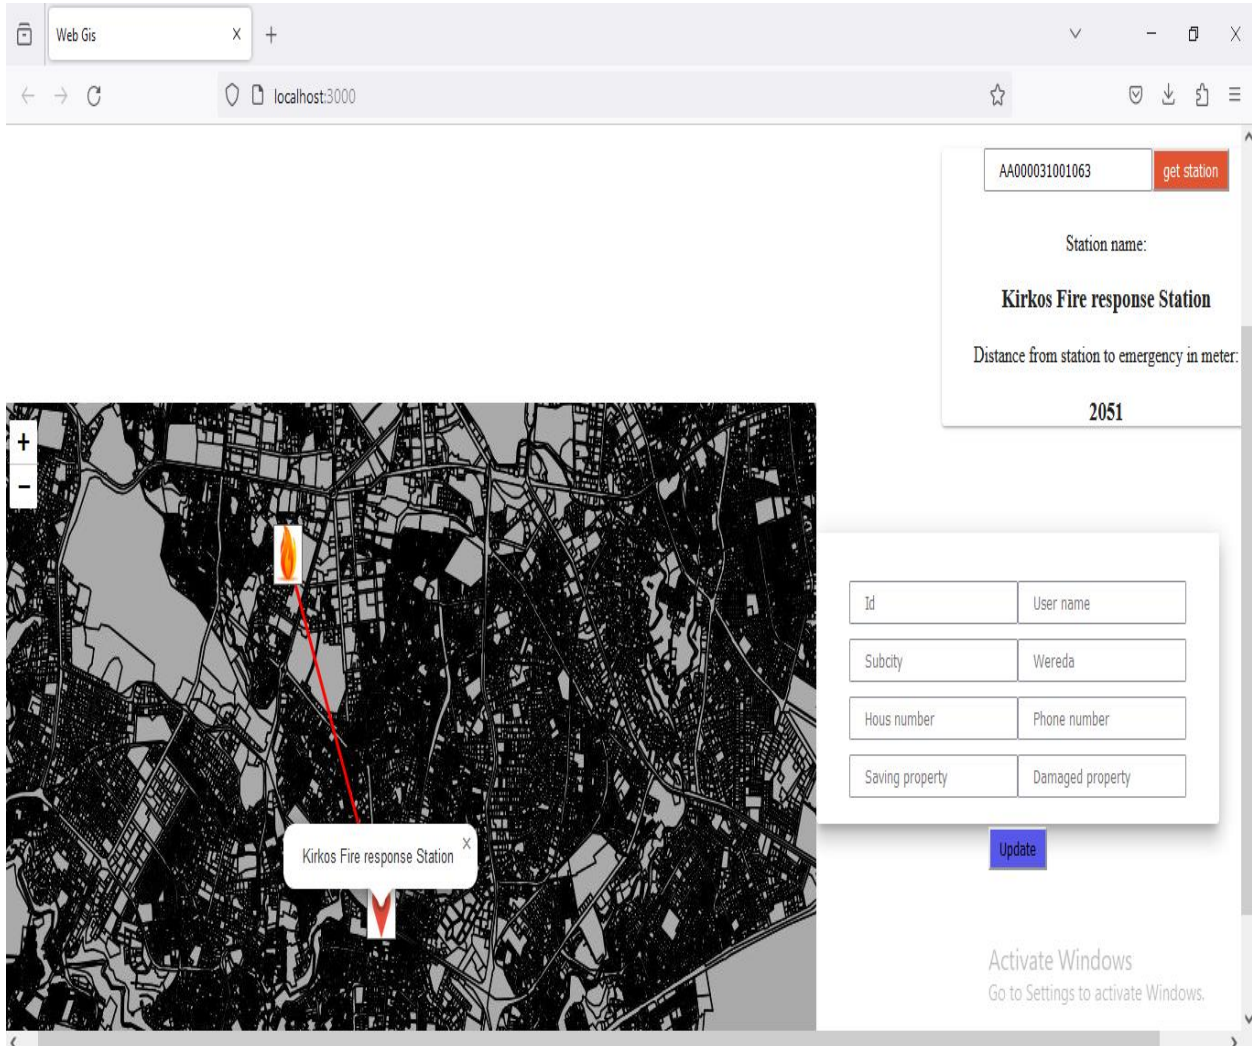 Web Gis
localhost:3000
AA000031001063 get station
Station name:
Kirkos Fire response Station
Distance from station to emergency in meter:
2051
+
−
Id User name
Subcity Wereda
Hous number Phone number
Saving property Damaged property
Kirkos Fire response Station
Update
Activate Windows
Go to Settings to activate Windows.